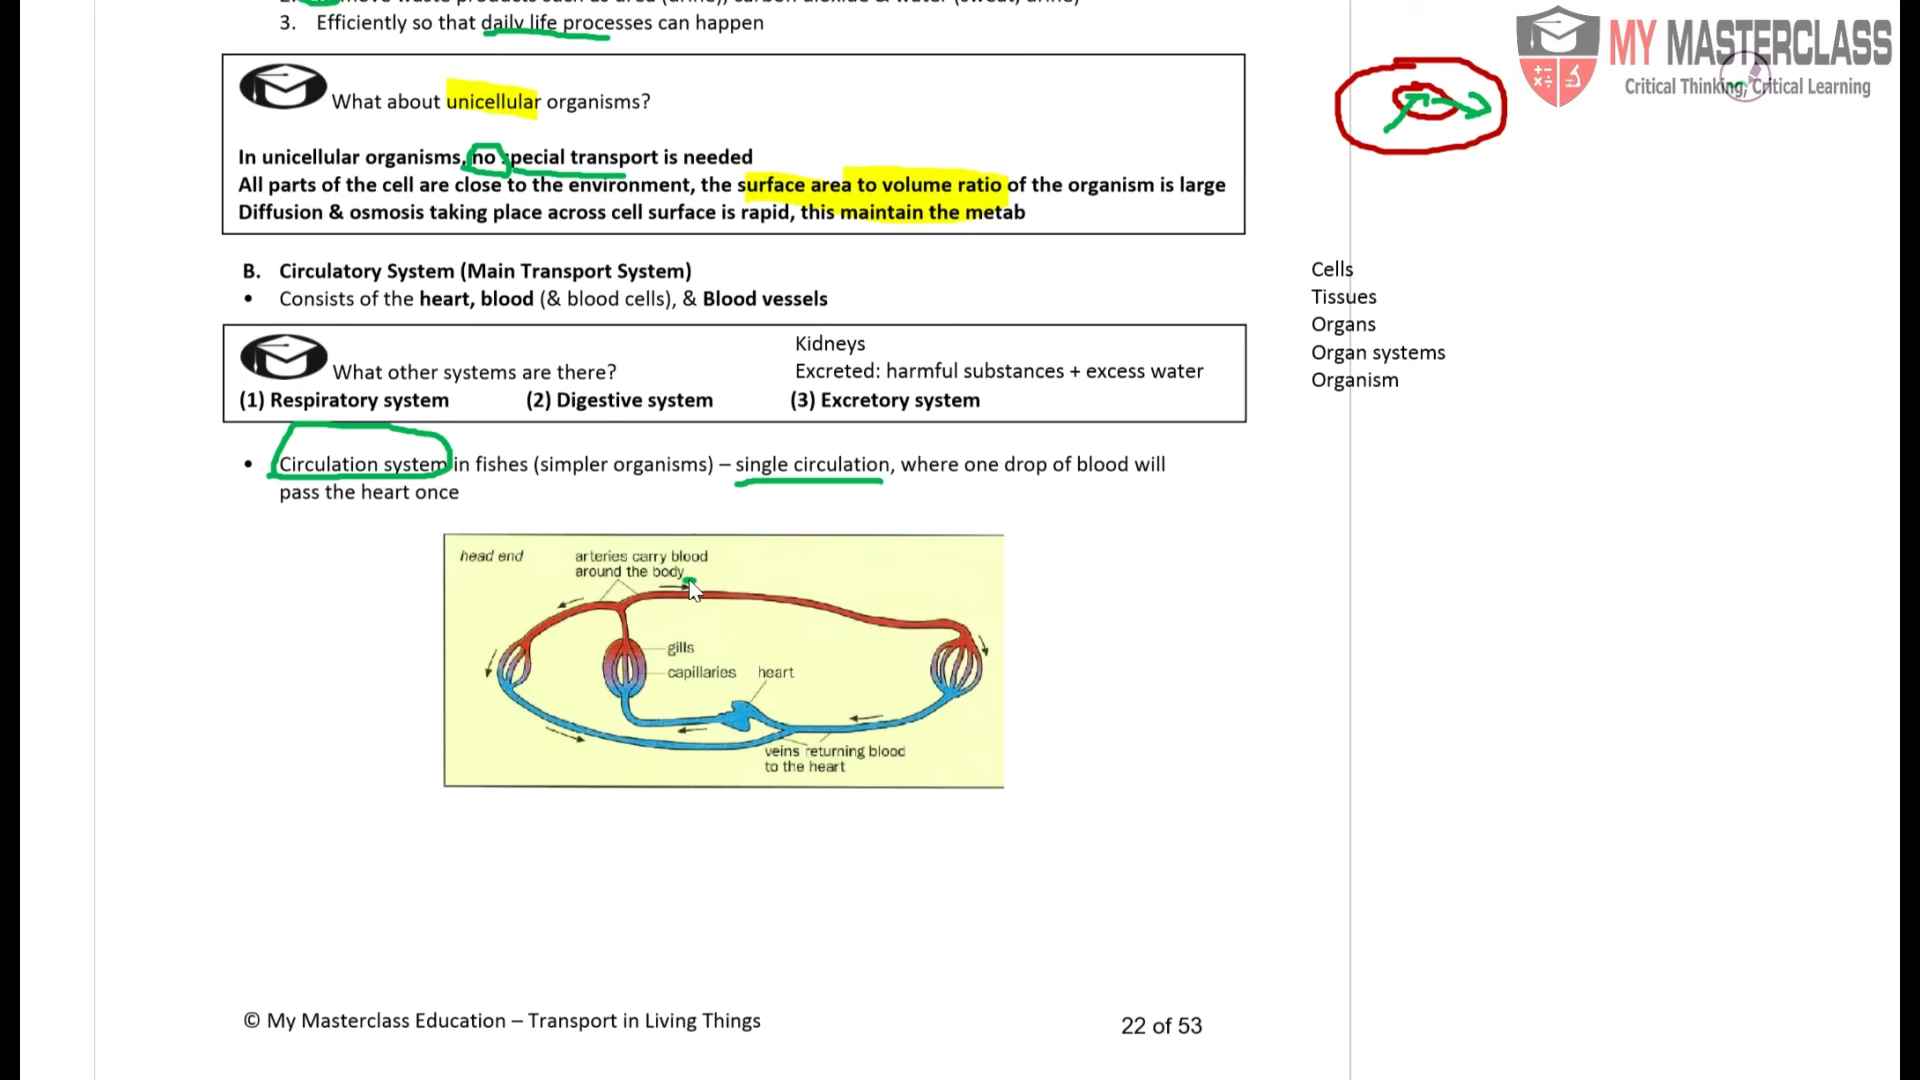 3. Efficiently so that daily life processes can happen
MY MASTERCLASS
Critical Thinking, Critical Learning
What about unicellular organisms?
In unicellular organisms, no special transport is needed
All parts of the cell are close to the environment, the surface area to volume ratio of the organism is large
Diffusion & osmosis taking place across cell surface is rapid, this maintain the metab
B. Circulatory System (Main Transport System)
• Consists of the heart, blood (& blood cells), & Blood vessels
Cells
Tissues
Organs
Organ systems
Organism
What other systems are there?
Kidneys
Excreted: harmful substances + excess water
(1) Respiratory system (2) Digestive system (3) Excretory system
• Circulation system in fishes (simpler organisms) – single circulation, where one drop of blood will
pass the heart once
head end
arteries carry blood
around the body
gills
capillaries
heart
veins returning blood
to the heart
© My Masterclass Education – Transport in Living Things
22 of 53